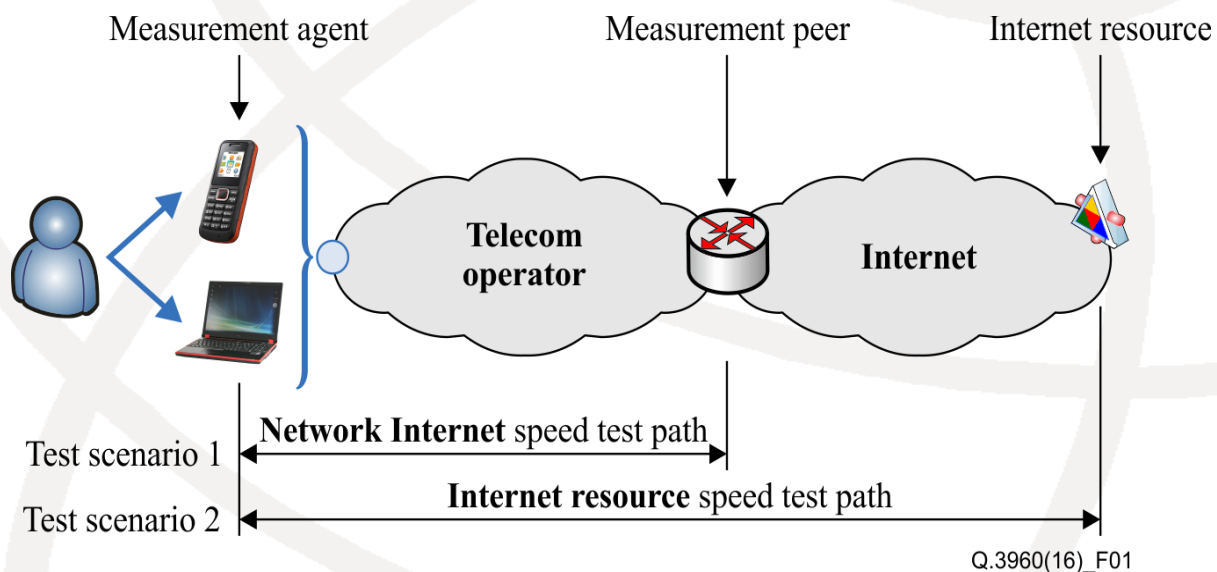 Measurement agent
Measurement peer
Internet resource
Telecom
operator
Internet
Network Internet speed test path
Test scenario 1
Internet resource speed test path
Test scenario 2
Q.3960(16)_F01